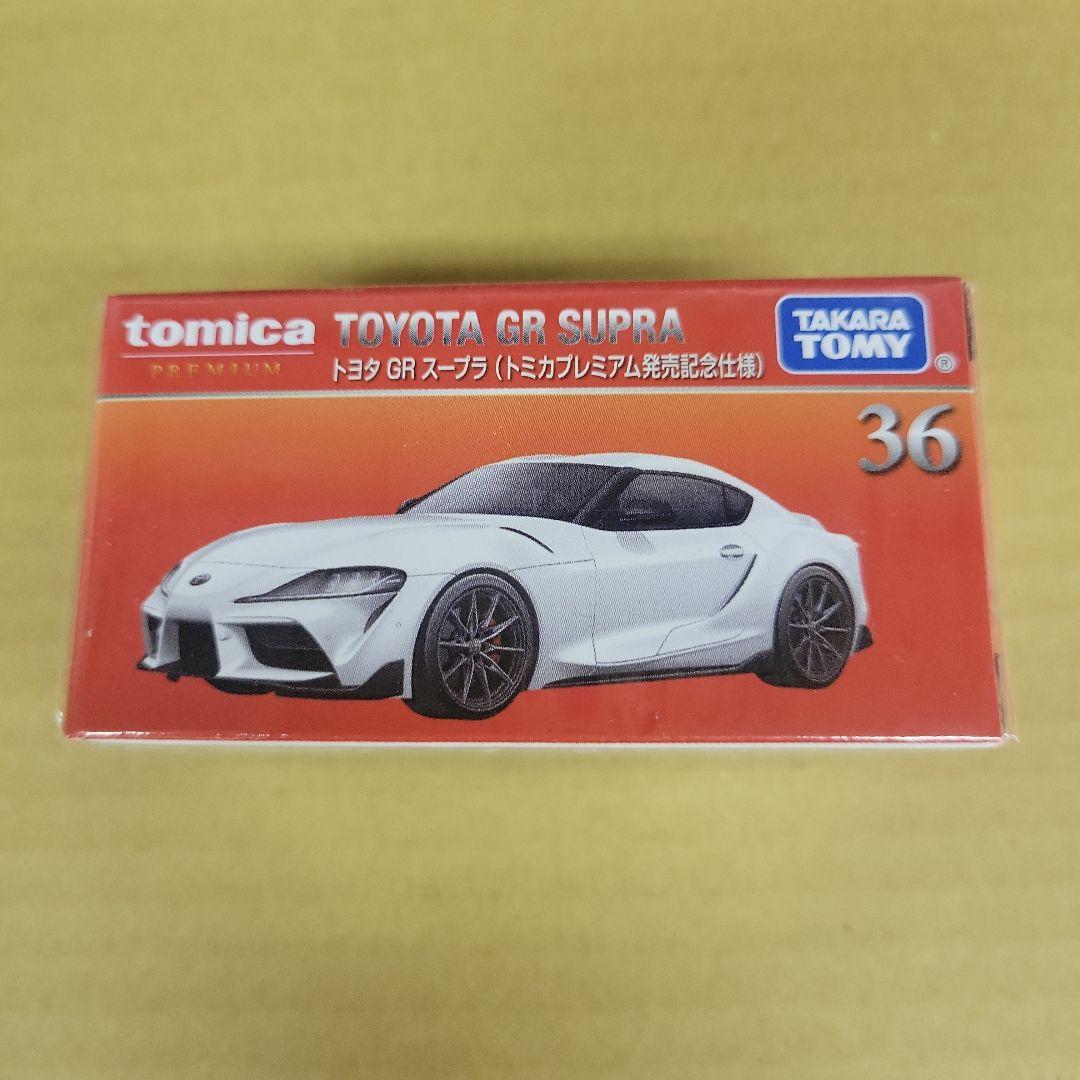 tomica
PREMIUM
TOYOTA GR SUPRA
トヨタ GR スープラ (トミカプレミアム発売記念仕様)
TAKARA
TOMY
®
36